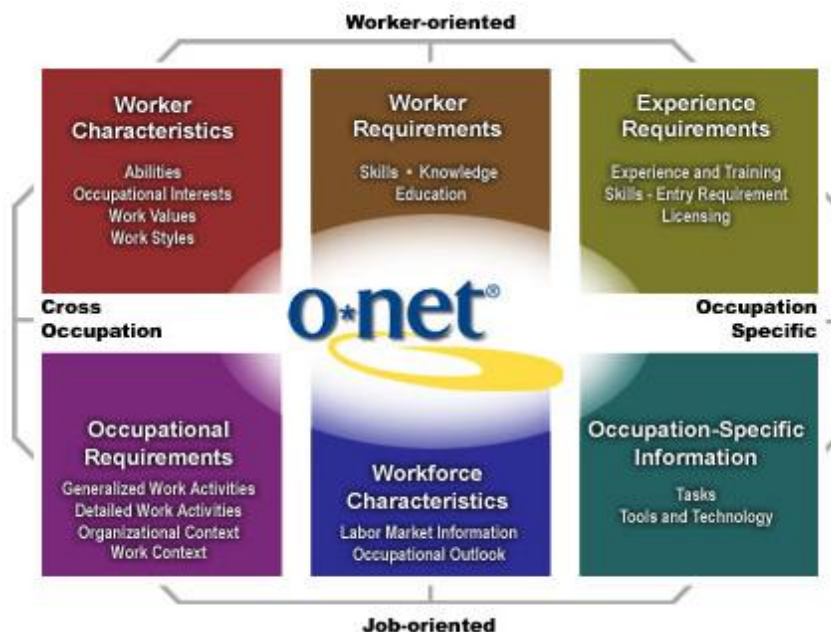 Worker-oriented
Worker
Characteristics
Abilities
Occupational Interests
Work Values
Work Styles
Worker
Requirements
Skills • Knowledge
Education
Experience
Requirements
Experience and Training
Skills - Entry Requirement
Licensing
Cross
Occupation
o*net®
Occupation
Specific
Occupational
Requirements
Generalized Work Activities
Detailed Work Activities
Organizational Context
Work Context
Workforce
Characteristics
Labor Market Information
Occupational Outlook
Occupation-Specific
Information
Tasks
Tools and Technology
Job-oriented